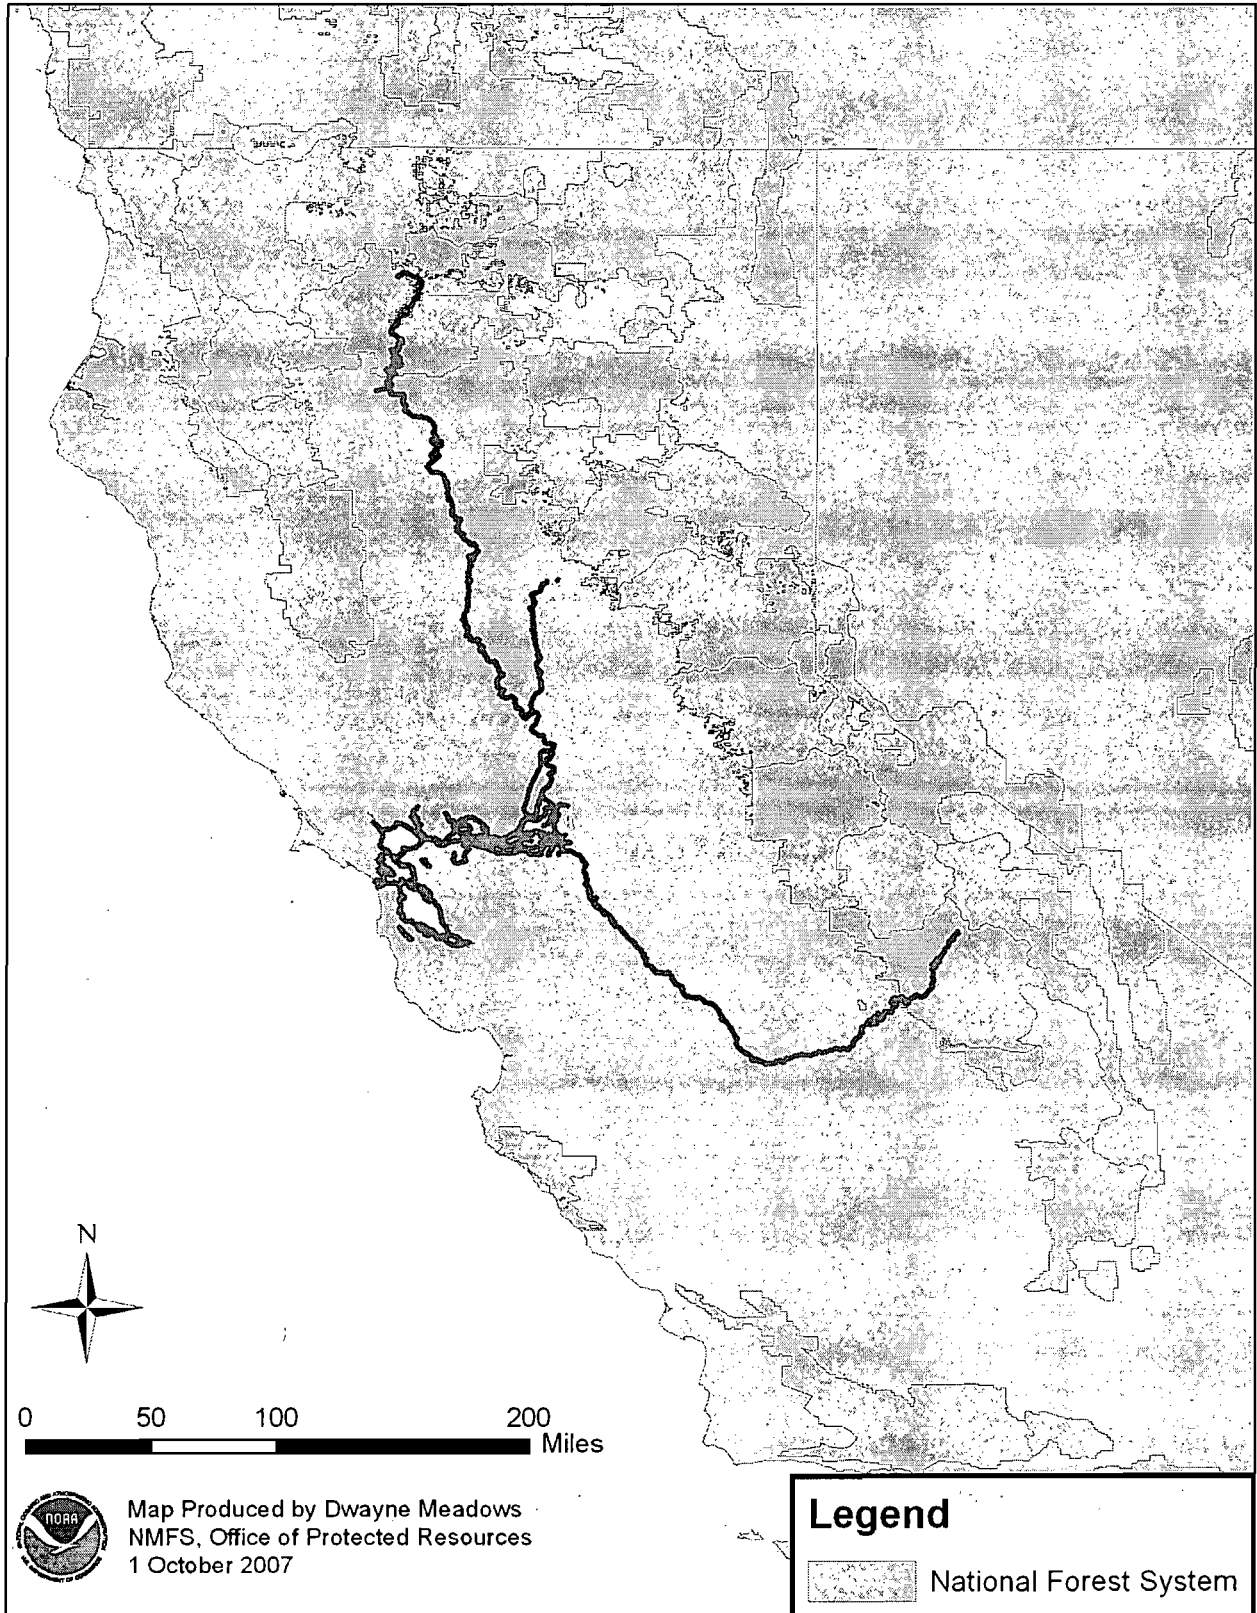 N
0 50 100 200
Miles
NOAA
Map Produced by Dwayne Meadows
NMFS, Office of Protected Resources
1 October 2007
Legend
National Forest System